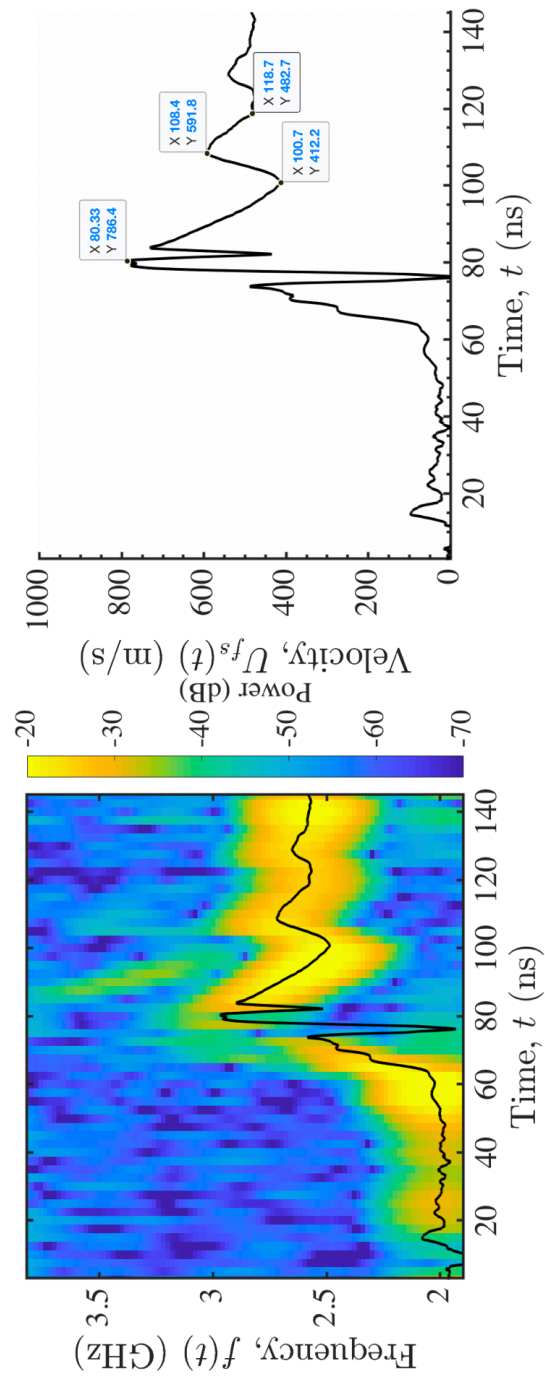 3.5
3
2.5
2
Frequency, f(t) (GHz)
20
40
60
80
100
120
140
Time, t (ns)
-20
-30
-40
-50
-60
-70
Power (dB)
1000
800
600
400
200
0
Velocity, U_fs(t) (m/s)
X 80.33
Y 786.4
X 108.4
Y 591.8
X 118.7
Y 482.7
X 100.7
Y 412.2
20
40
60
80
100
120
140
Time, t (ns)